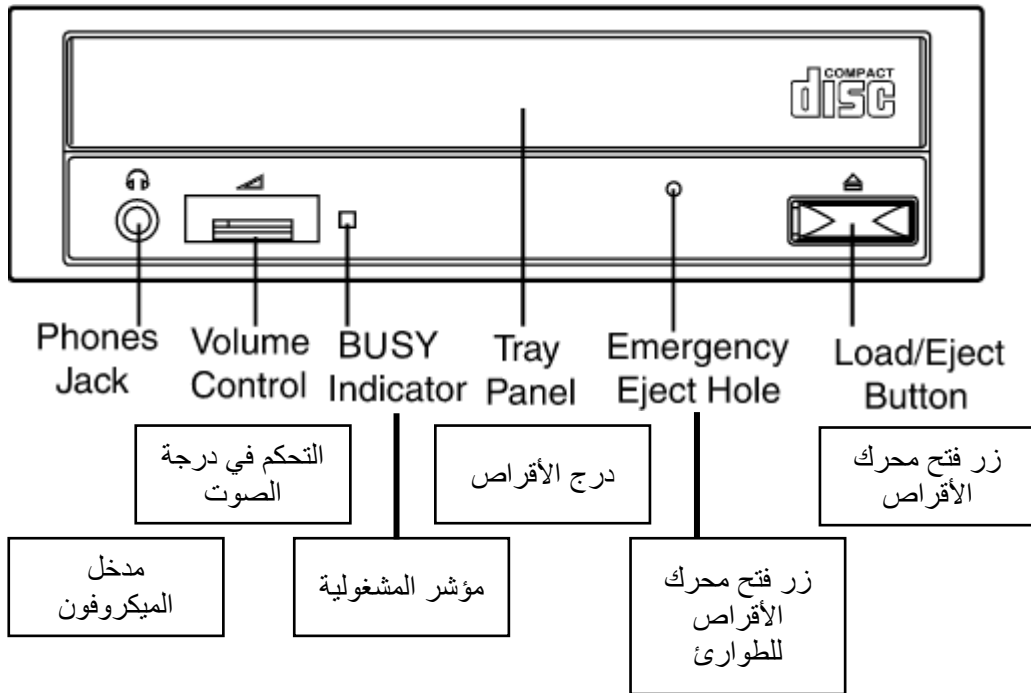 COMPACT
disc
Phones
Jack
Volume
Control
BUSY
Indicator
Tray
Panel
Emergency
Eject Hole
Load/Eject
Button
التحكم في درجة
الصوت
درج الأقراص
زر فتح محرك
الأقراص
مدخل
الميكروفون
مؤشر المشغولية
زر فتح محرك
الأقراص
للطوارئ